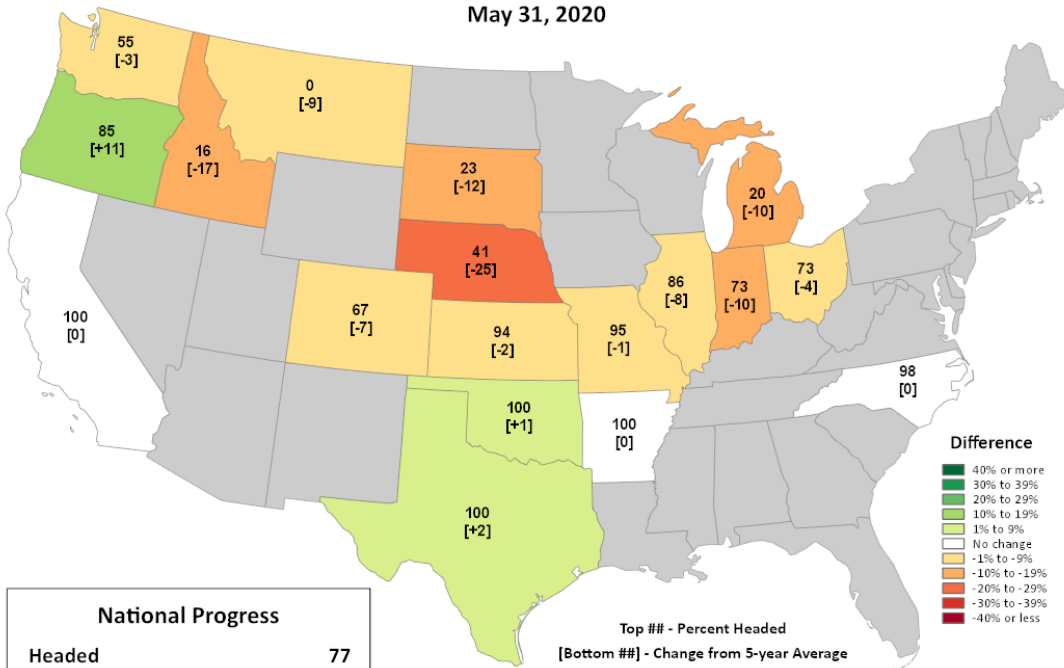 May 31, 2020
55
[-3]
0
[-9]
85
[+11]
16
[-17]
23
[-12]
20
[-10]
41
[-25]
86
[-8]
73
[-10]
73
[-4]
67
[-7]
94
[-2]
95
[-1]
100
[0]
98
[0]
100
[+1]
100
[0]
100
[+2]
Difference
40% or more
30% to 39%
20% to 29%
10% to 19%
1% to 9%
No change
-1% to -9%
-10% to -19%
-20% to -29%
-30% to -39%
-40% or less
National Progress
Headed 77
Top ## - Percent Headed
[Bottom ##] - Change from 5-year Average